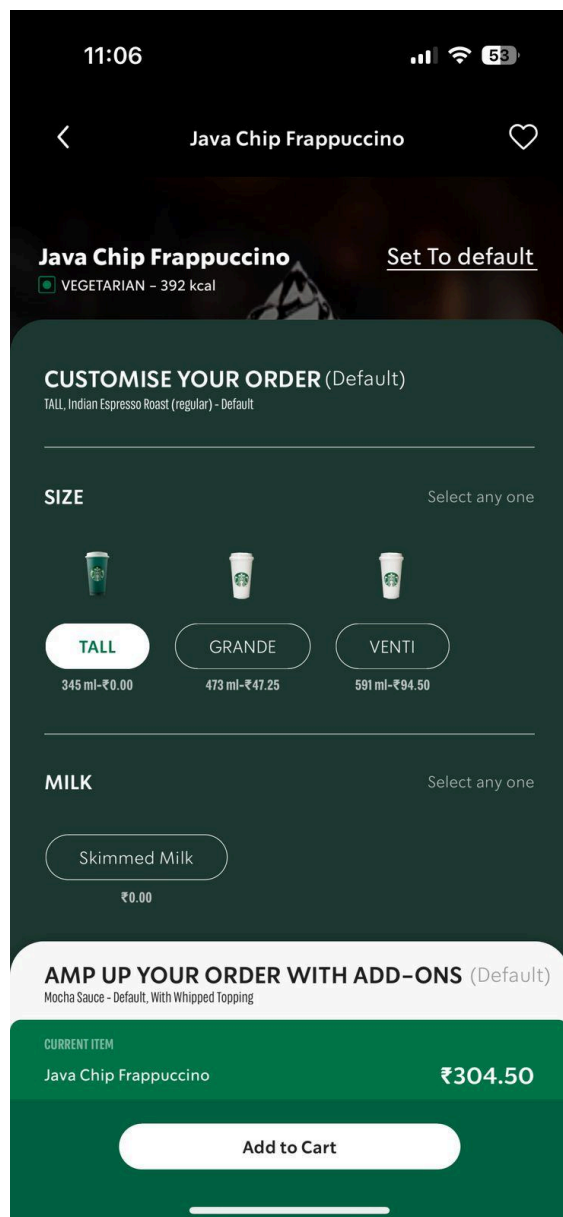 11:06
53
Java Chip Frappuccino
Java Chip Frappuccino
Set To default
VEGETARIAN – 392 kcal
CUSTOMISE YOUR ORDER (Default)
TALL, Indian Espresso Roast (regular) - Default
SIZE
Select any one
TALL
GRANDE
VENTI
345 ml-₹0.00
473 ml-₹47.25
591 ml-₹94.50
MILK
Select any one
Skimmed Milk
₹0.00
AMP UP YOUR ORDER WITH ADD–ONS (Default)
Mocha Sauce - Default, With Whipped Topping
CURRENT ITEM
Java Chip Frappuccino
₹304.50
Add to Cart